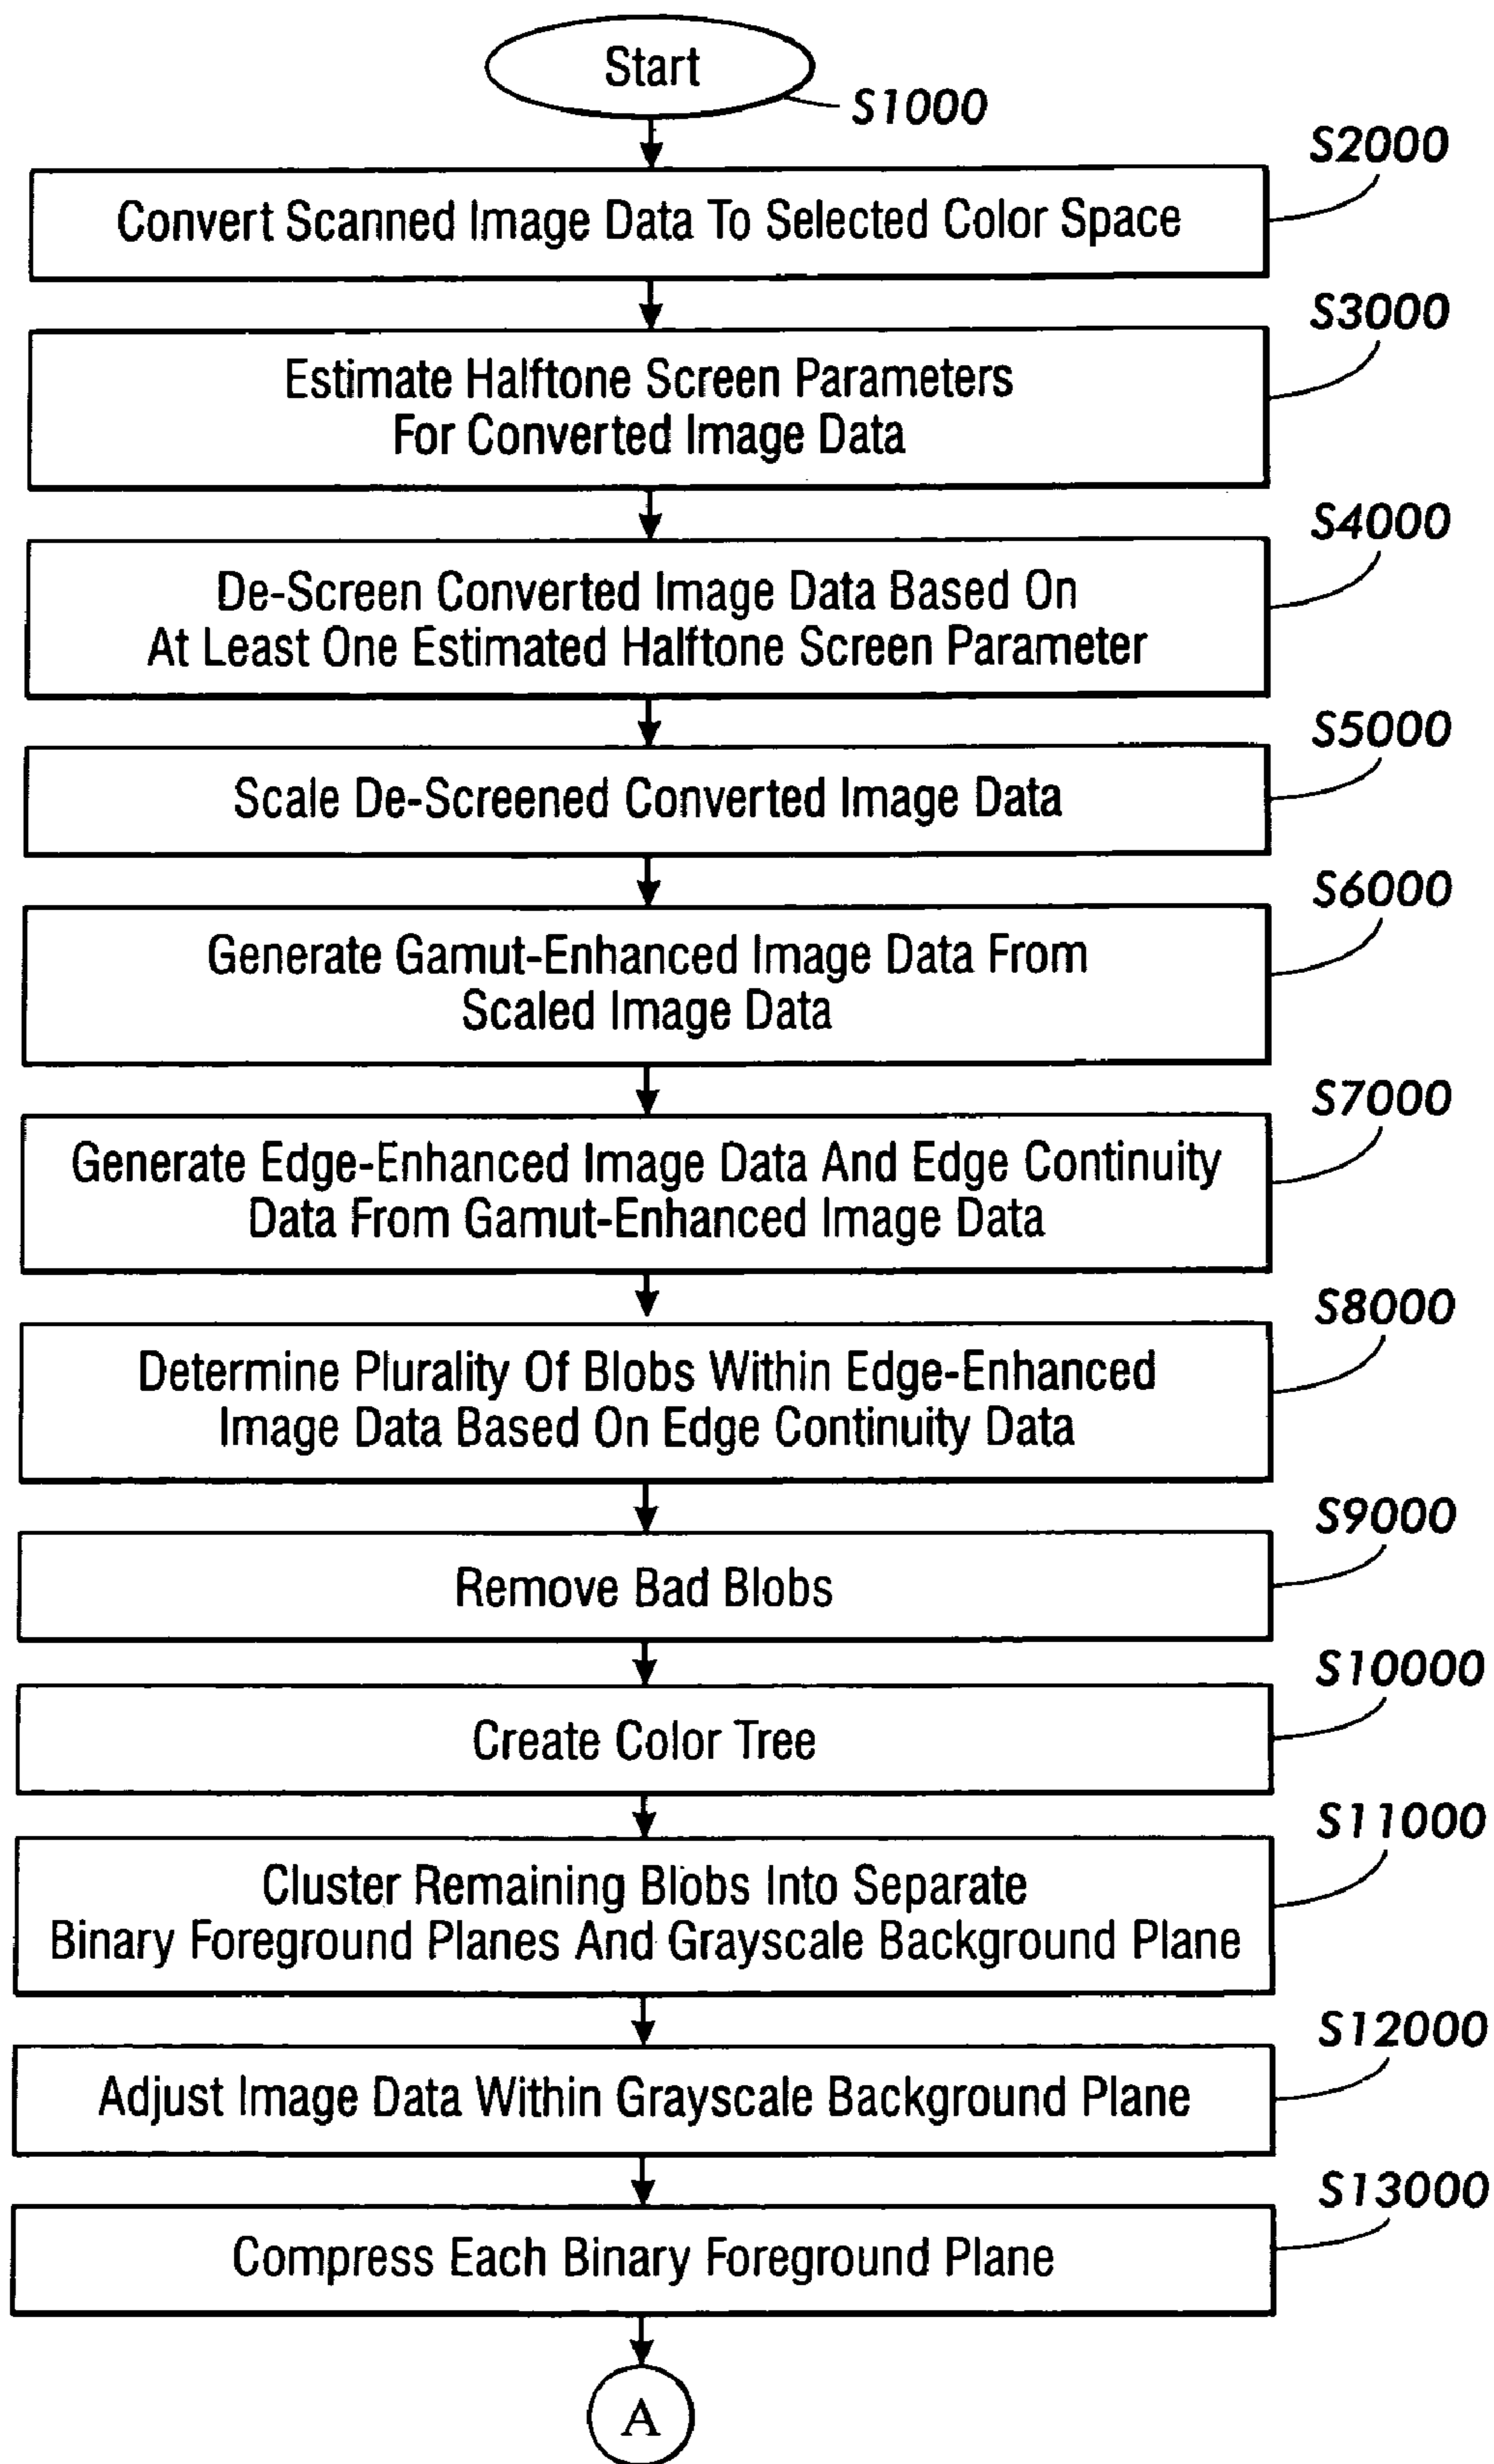 Start
S1000
S2000
Convert Scanned Image Data To Selected Color Space
S3000
Estimate Halftone Screen Parameters
For Converted Image Data
S4000
De-Screen Converted Image Data Based On
At Least One Estimated Halftone Screen Parameter
S5000
Scale De-Screened Converted Image Data
S6000
Generate Gamut-Enhanced Image Data From
Scaled Image Data
S7000
Generate Edge-Enhanced Image Data And Edge Continuity
Data From Gamut-Enhanced Image Data
S8000
Determine Plurality Of Blobs Within Edge-Enhanced
Image Data Based On Edge Continuity Data
S9000
Remove Bad Blobs
S10000
Create Color Tree
S11000
Cluster Remaining Blobs Into Separate
Binary Foreground Planes And Grayscale Background Plane
S12000
Adjust Image Data Within Grayscale Background Plane
S13000
Compress Each Binary Foreground Plane
A